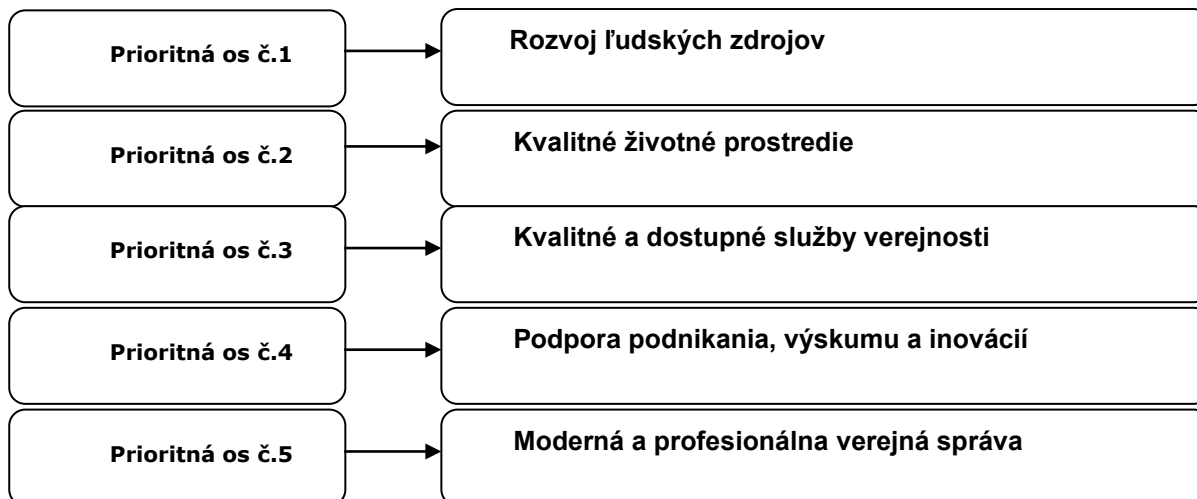 Prioritná os č.1
Rozvoj ľudských zdrojov
Prioritná os č.2
Kvalitné životné prostredie
Prioritná os č.3
Kvalitné a dostupné služby verejnosti
Prioritná os č.4
Podpora podnikania, výskumu a inovácií
Prioritná os č.5
Moderná a profesionálna verejná správa